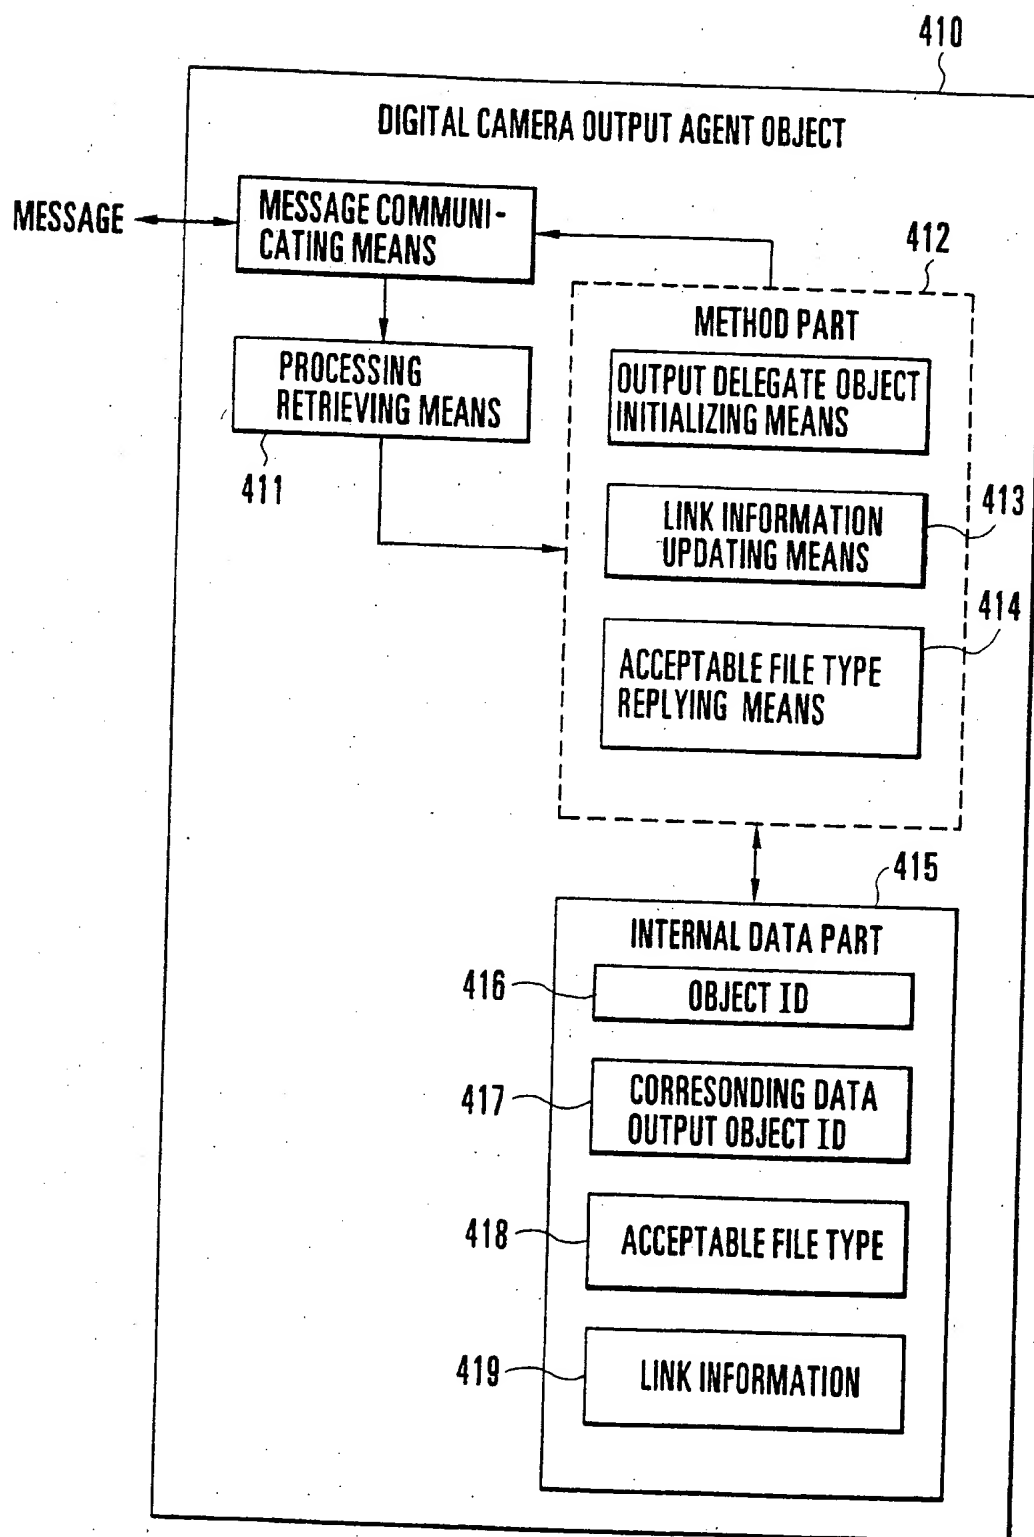 410
DIGITAL CAMERA OUTPUT AGENT OBJECT
MESSAGE
MESSAGE COMMUNI-
CATING MEANS
412
METHOD PART
PROCESSING
RETRIEVING MEANS
411
OUTPUT DELEGATE OBJECT
INITIALIZING MEANS
413
LINK INFORMATION
UPDATING MEANS
414
ACCEPTABLE FILE TYPE
REPLYING MEANS
415
INTERNAL DATA PART
416
OBJECT ID
417
CORRESONDING DATA
OUTPUT OBJECT ID
418
ACCEPTABLE FILE TYPE
419
LINK INFORMATION